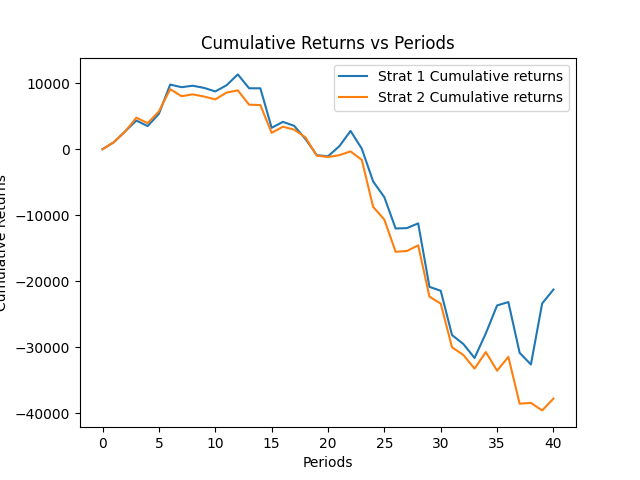 Cumulative Returns vs Periods
Strat 1 Cumulative returns
Strat 2 Cumulative returns
10000
0
−10000
−20000
−30000
−40000
Cumulative Returns
0 5 10 15 20 25 30 35 40
Periods